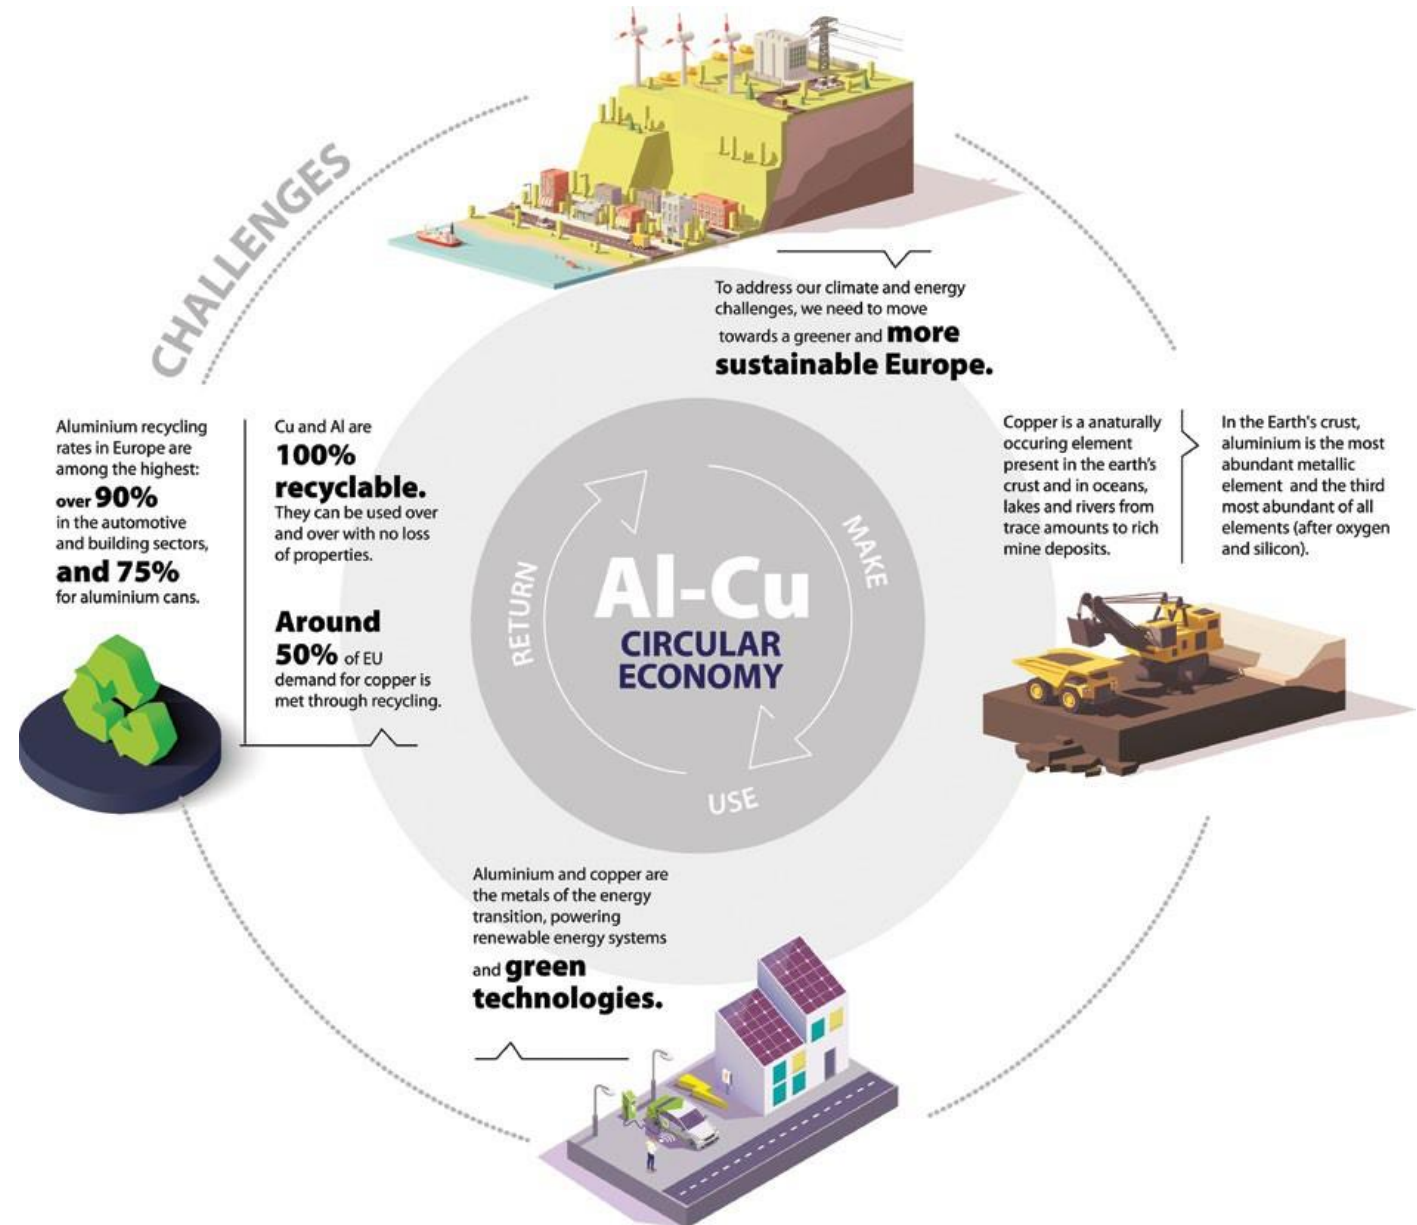 CHALLENGES
To address our climate and energy
challenges, we need to move
towards a greener and more
sustainable Europe.
Aluminium recycling
rates in Europe are
among the highest:
over 90%
in the automotive
and building sectors,
and 75%
for aluminium cans.
Cu and Al are
100%
recyclable.
They can be used over
and over with no loss
of properties.
Around
50% of EU
demand for copper is
met through recycling.
Copper is a anaturally
occuring element
present in the earth's
crust and in oceans,
lakes and rivers from
trace amounts to rich
mine deposits.
In the Earth's crust,
aluminium is the most
abundant metallic
element and the third
most abundant of all
elements (after oxygen
and silicon).
RETURN
MAKE
USE
Al-Cu
CIRCULAR
ECONOMY
Aluminium and copper are
the metals of the energy
transition, powering
renewable energy systems
and green
technologies.